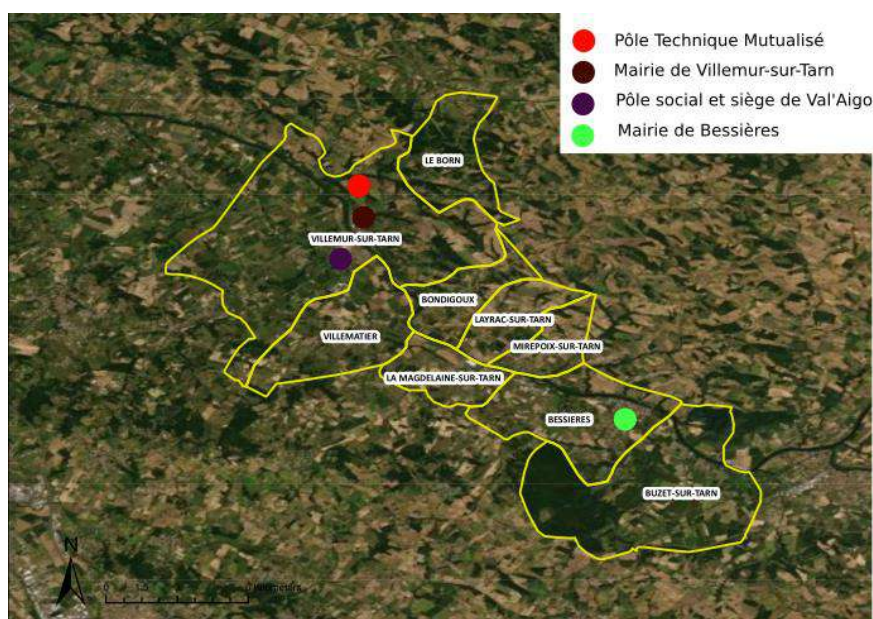 Pôle Technique Mutualisé
Mairie de Villemur-sur-Tarn
Pôle social et siège de Val'Aigo
Mairie de Bessières
LE BORN
VILLEMUR-SUR-TARN
BONDIGOUX
LAYRAC-SUR-TARN
VILLEMATIER
MIREPOIX-SUR-TARN
LA MAGDELAINE-SUR-TARN
BESSIERES
BUZET-SUR-TARN
N